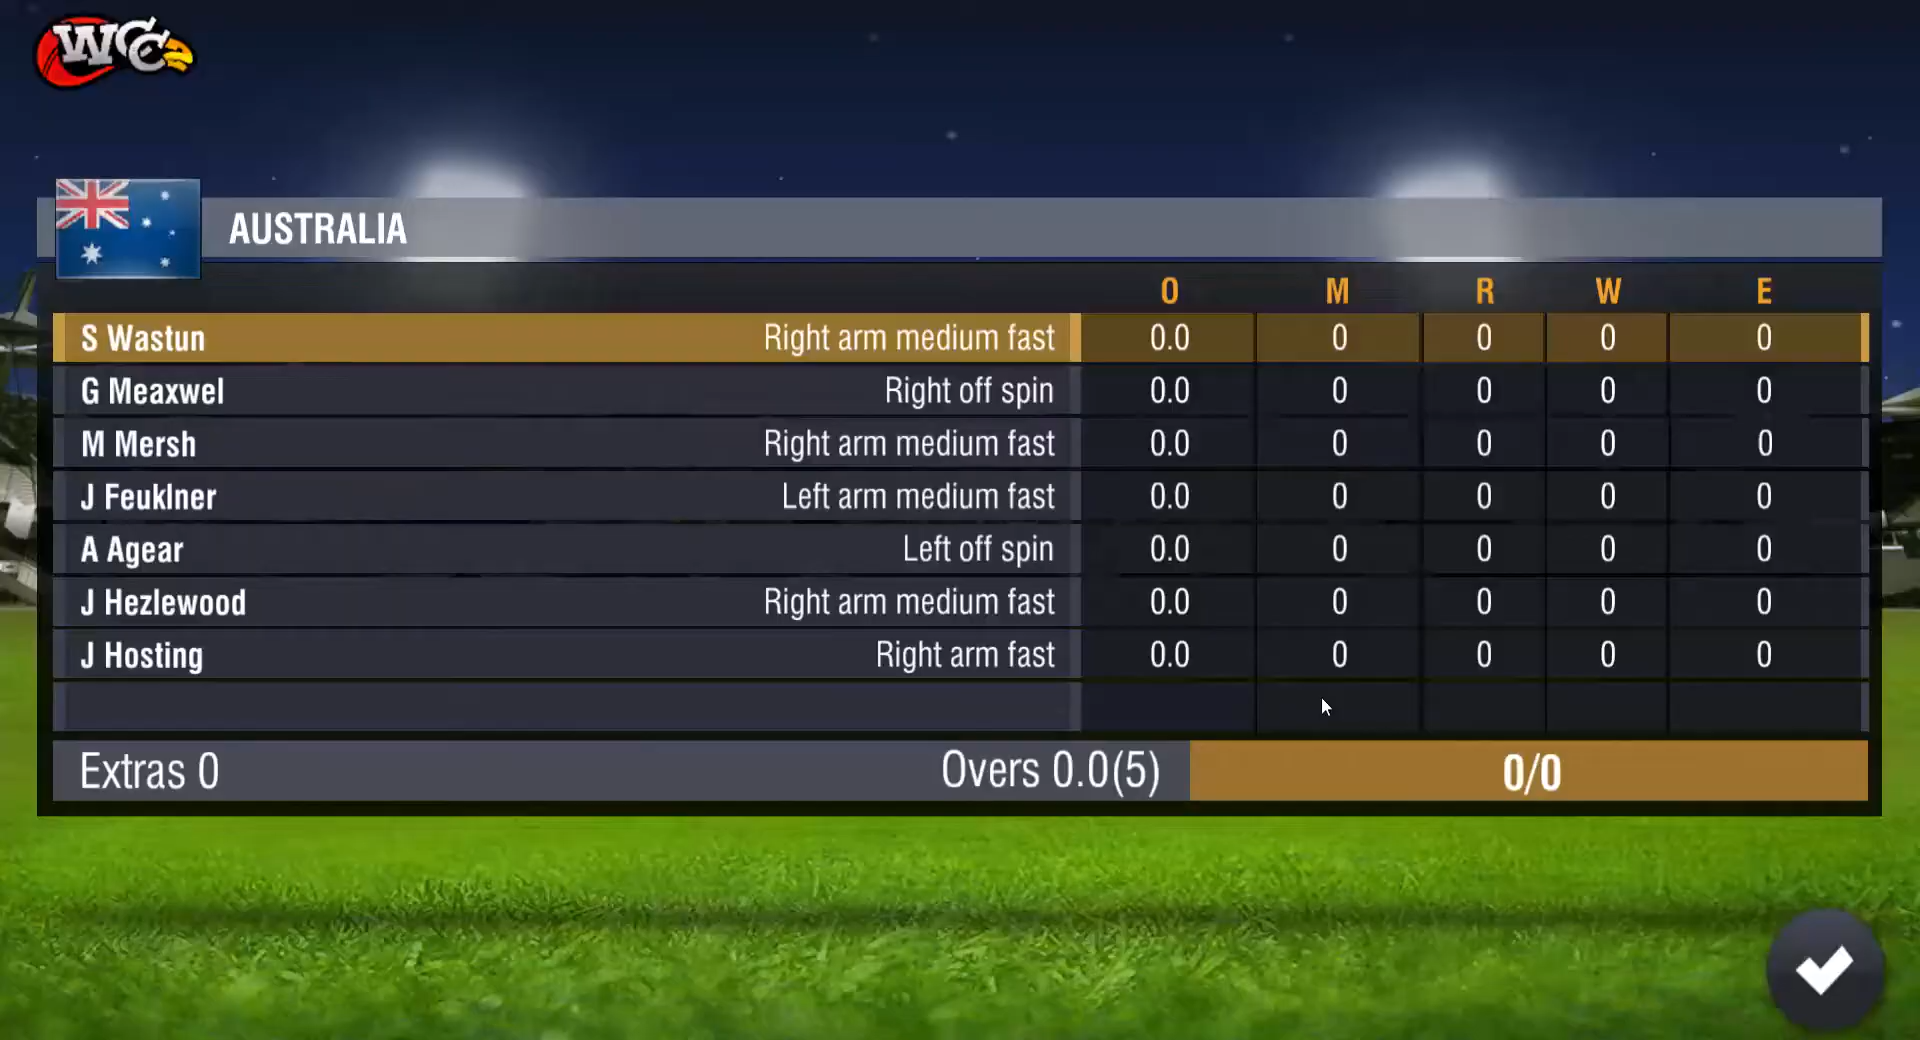 WCC2
AUSTRALIA
O M R W E
S Wastun Right arm medium fast 0.0 0 0 0 0
G Meaxwel Right off spin 0.0 0 0 0 0
M Mersh Right arm medium fast 0.0 0 0 0 0
J Feuklner Left arm medium fast 0.0 0 0 0 0
A Agear Left off spin 0.0 0 0 0 0
J Hezlewood Right arm medium fast 0.0 0 0 0 0
J Hosting Right arm fast 0.0 0 0 0 0
Extras 0 Overs 0.0(5) 0/0